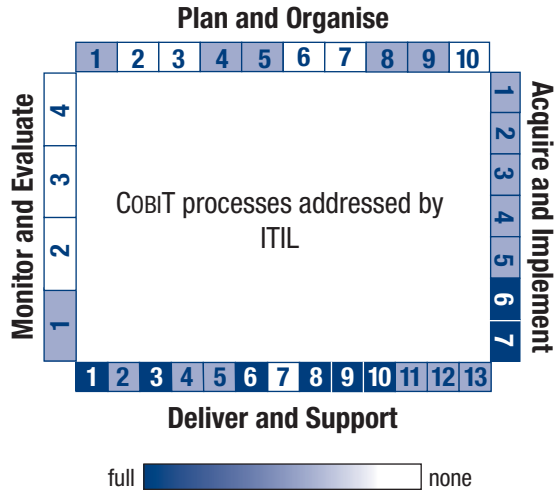 Plan and Organise
1 2 3 4 5 6 7 8 9 10
Monitor and Evaluate
4
3
2
1
COBIT processes addressed by
ITIL
1
2
3
4
5
6
7
Acquire and Implement
1 2 3 4 5 6 7 8 9 10 11 12 13
Deliver and Support
full none